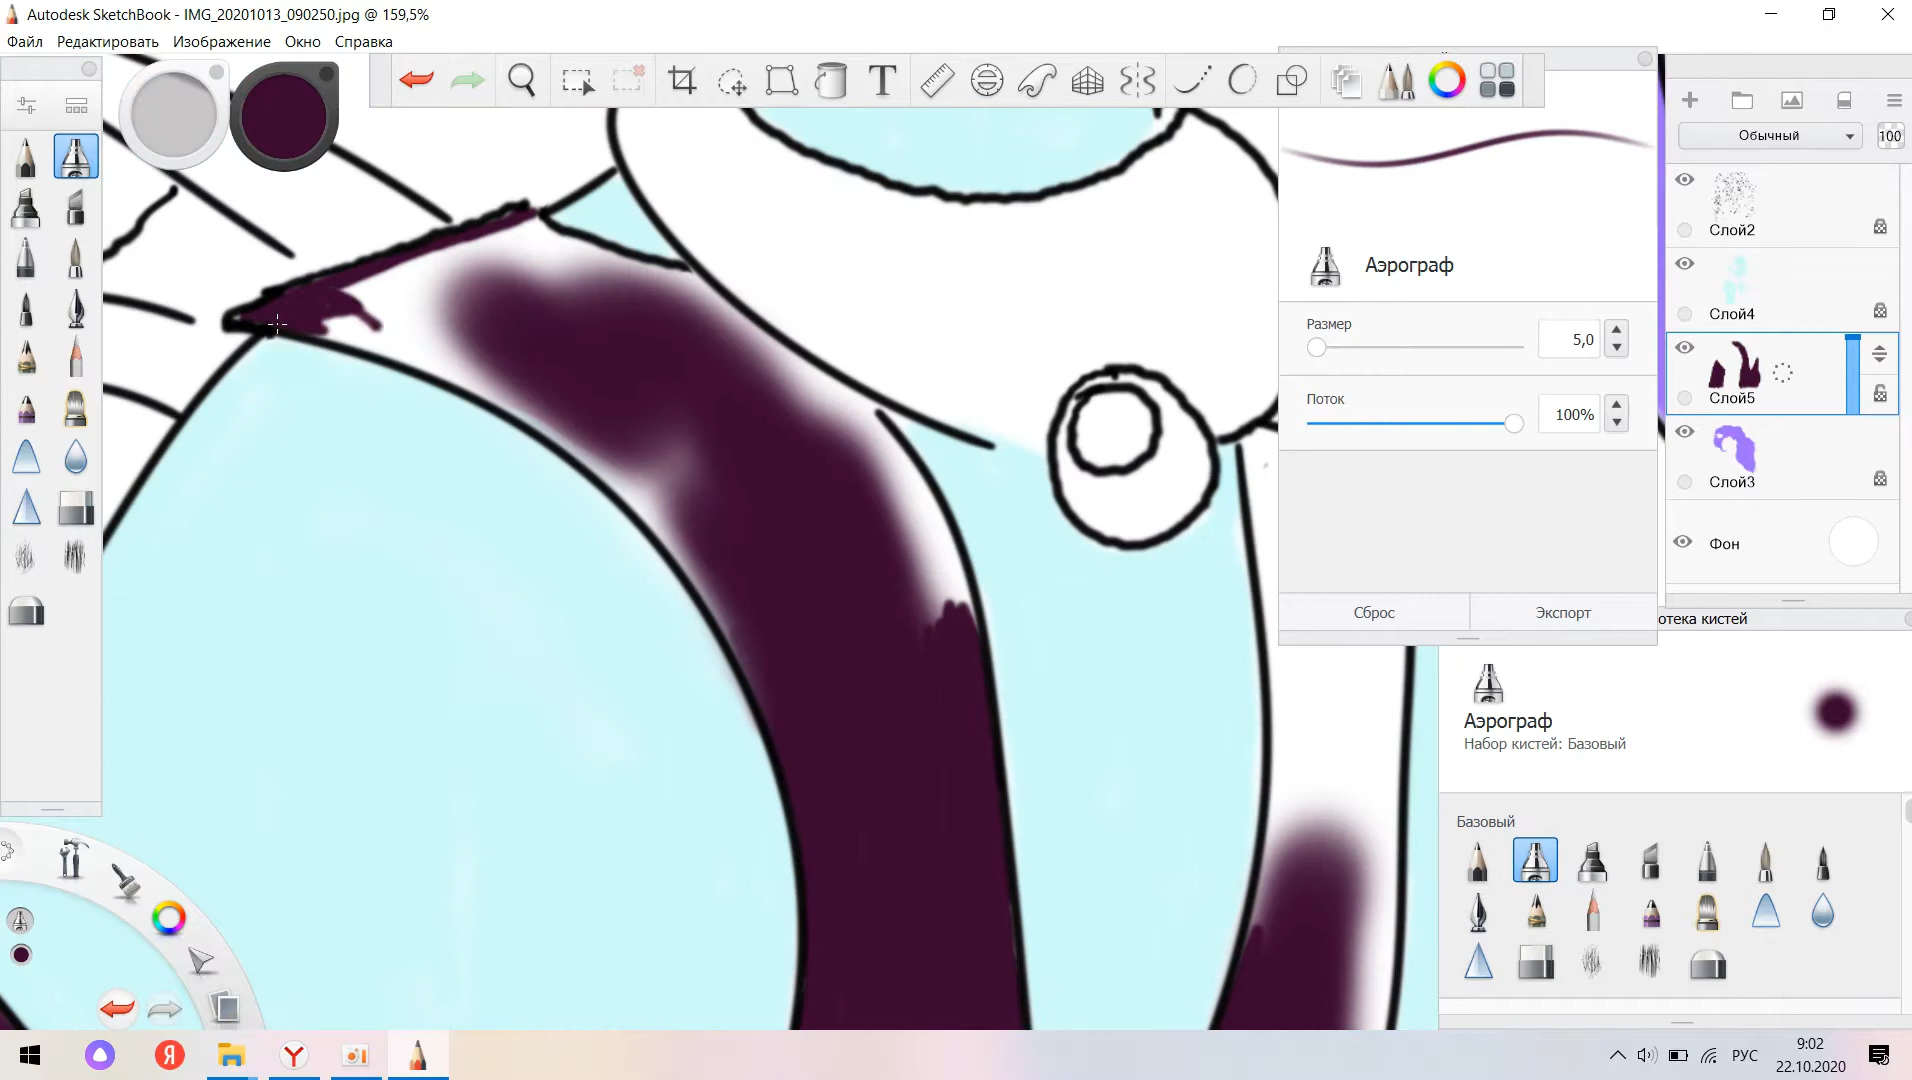 Autodesk SketchBook - IMG_20201013_090250.jpg @ 159,5%
Файл Редактировать Изображение Окно Справка
T
Обычный 100
Слой2
Слой4
Слой5
Слой3
Фон
Аэрограф
Размер
5,0
Поток
100%
Сброс Экспорт
отека кистей
Аэрограф
Набор кистей: Базовый
Базовый
Я
Y
РУС
9:02
22.10.2020